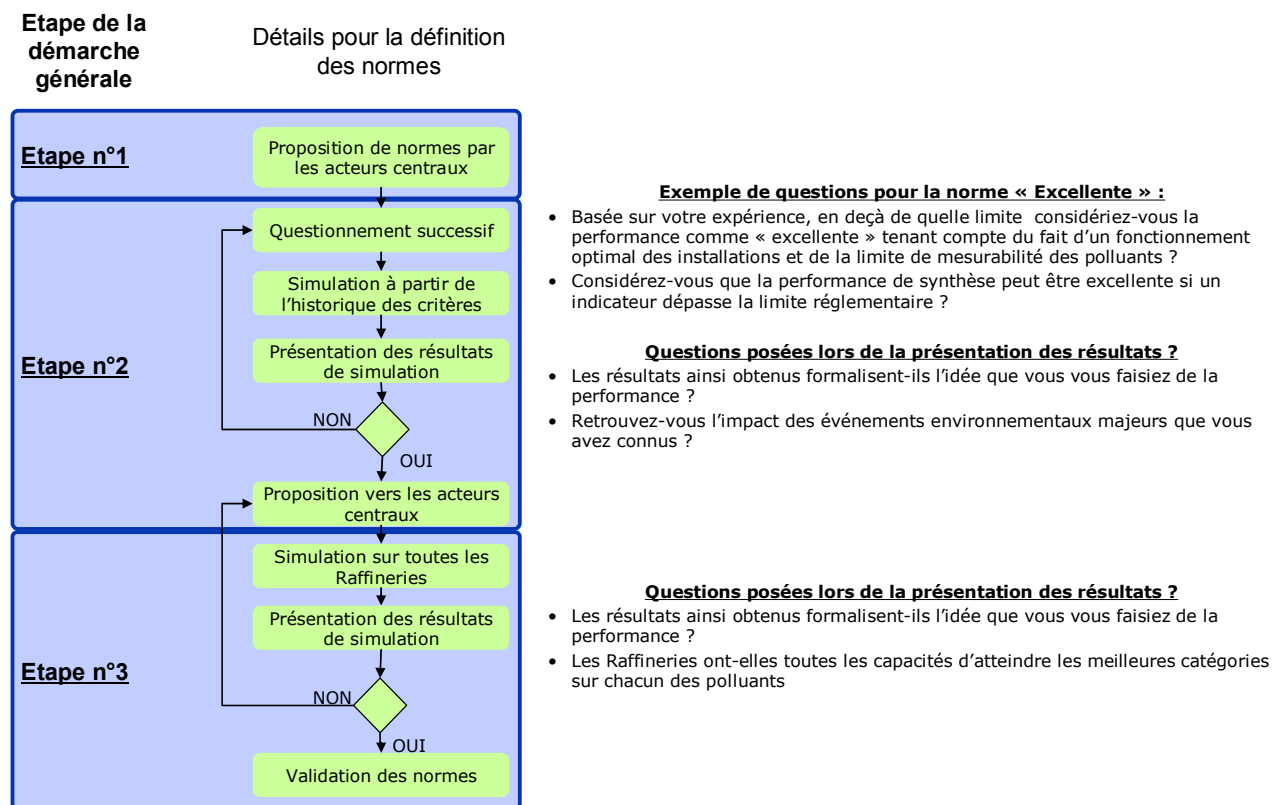 Etape de la
démarche
générale
Détails pour la définition
des normes
Etape n°1
Proposition de normes par
les acteurs centraux
Etape n°2
Questionnement successif
Simulation à partir de
l'historique des critères
Présentation des résultats
de simulation
NON
OUI
Proposition vers les acteurs
centraux
Etape n°3
Simulation sur toutes les
Raffineries
Présentation des résultats
de simulation
NON
OUI
Validation des normes
Exemple de questions pour la norme « Excellente » :
• Basée sur votre expérience, en deçà de quelle limite considériez-vous la
performance comme « excellente » tenant compte du fait d'un fonctionnement
optimal des installations et de la limite de mesurabilité des polluants ?
• Considérez-vous que la performance de synthèse peut être excellente si un
indicateur dépasse la limite réglementaire ?
Questions posées lors de la présentation des résultats ?
• Les résultats ainsi obtenus formalisent-ils l'idée que vous vous faisiez de la
performance ?
• Retrouvez-vous l'impact des événements environnementaux majeurs que vous
avez connus ?
Questions posées lors de la présentation des résultats ?
• Les résultats ainsi obtenus formalisent-ils l'idée que vous vous faisiez de la
performance ?
• Les Raffineries ont-elles toutes les capacités d'atteindre les meilleures catégories
sur chacun des polluants